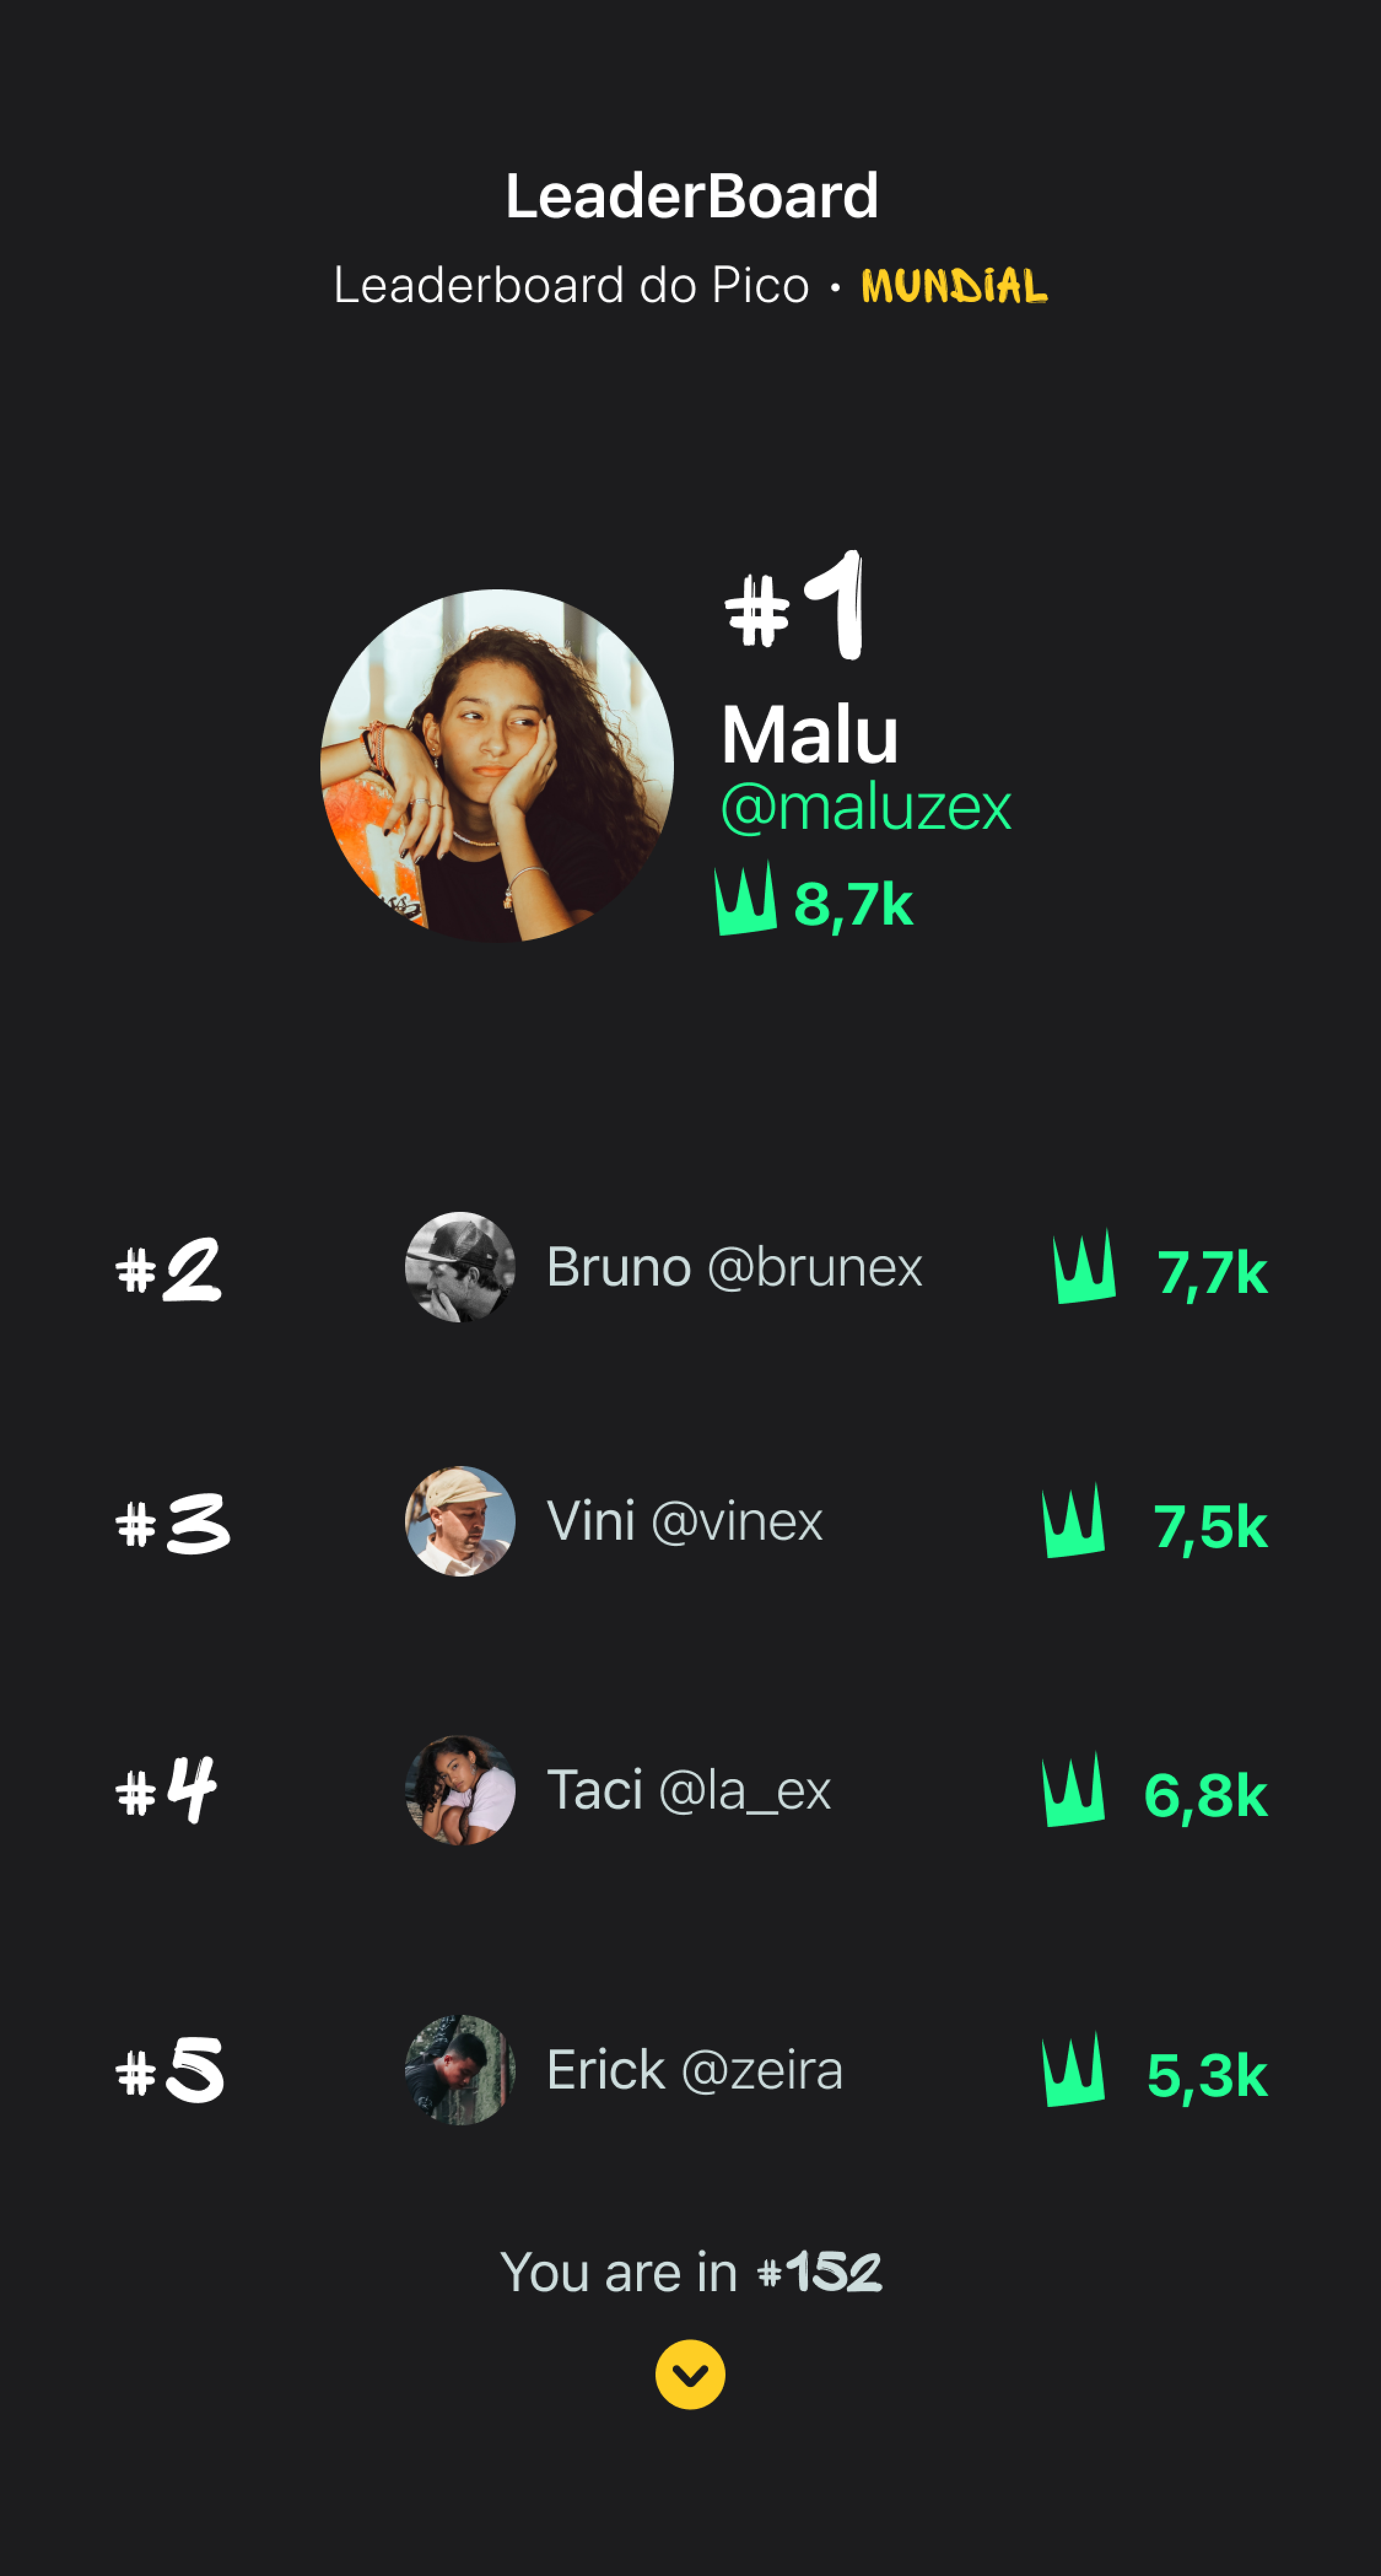 LeaderBoard
Leaderboard do Pico • MUNDiAL
#1
Malu
@maluzex
8,7k
#2 Bruno @brunex 7,7k
#3 Vini @vinex 7,5k
#4 Taci @la_ex 6,8k
#5 Erick @zeira 5,3k
You are in #152